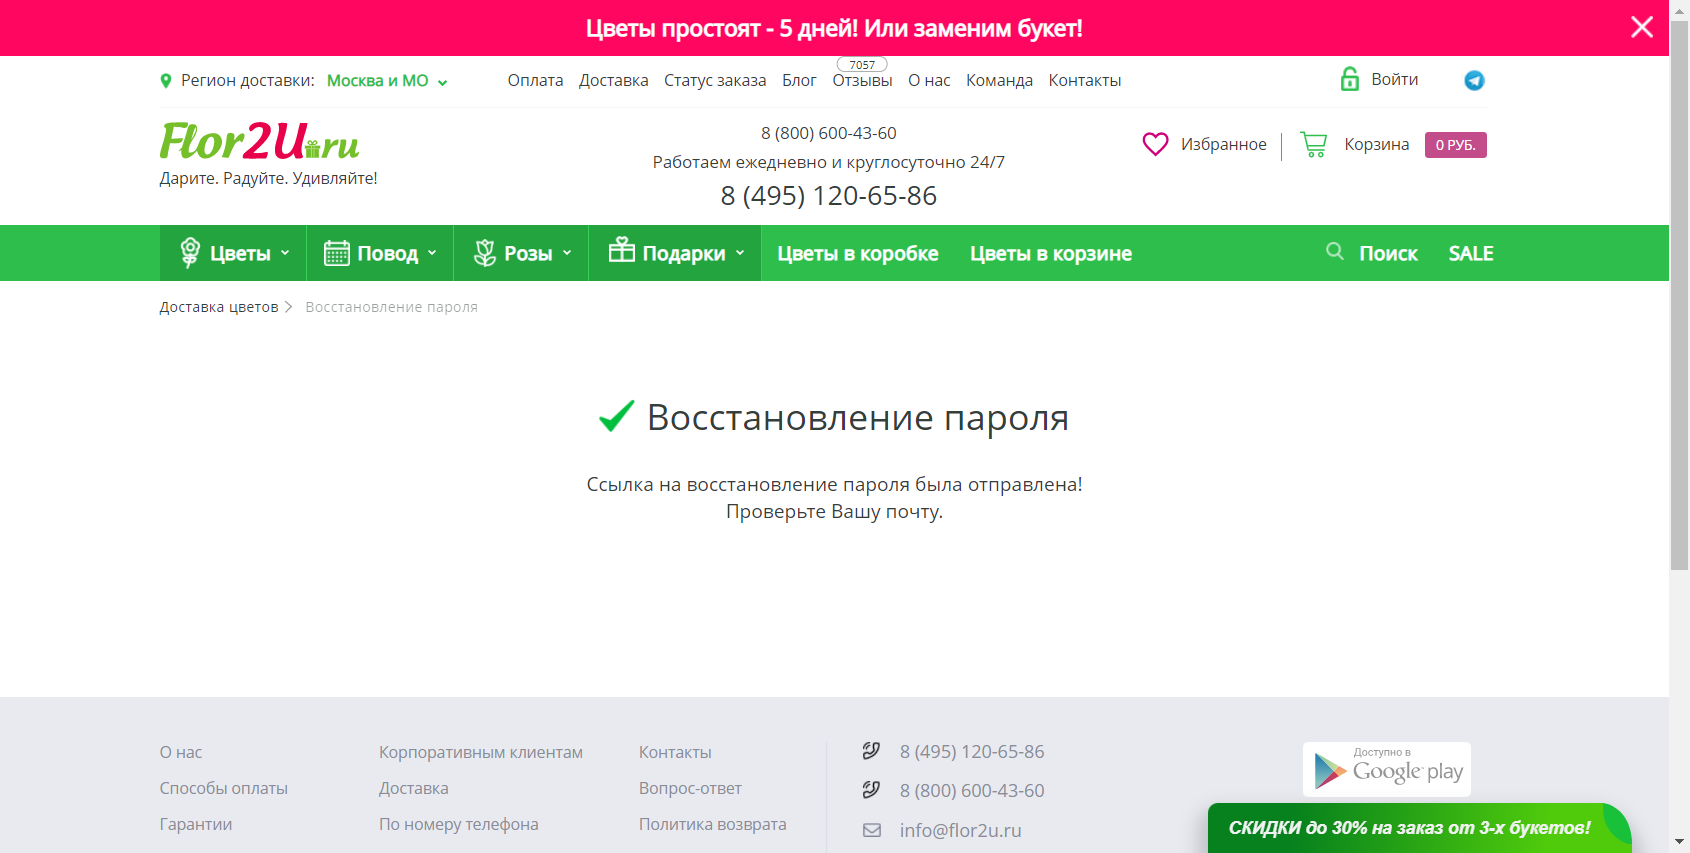 Цветы простоят - 5 дней! Или заменим букет!
Регион доставки: Москва и МО
Оплата Доставка Статус заказа Блог Отзывы О нас Команда Контакты
7057
Войти
Flor2U.ru
Дарите. Радуйте. Удивляйте!
8 (800) 600-43-60
Работаем ежедневно и круглосуточно 24/7
8 (495) 120-65-86
Избранное
Корзина
0 РУБ.
Цветы Повод Розы Подарки Цветы в коробке Цветы в корзине Поиск SALE
Доставка цветов Восстановление пароля
Восстановление пароля
Ссылка на восстановление пароля была отправлена!
Проверьте Вашу почту.
О нас
Способы оплаты
Гарантии
Корпоративным клиентам
Доставка
По номеру телефона
Контакты
Вопрос-ответ
Политика возврата
8 (495) 120-65-86
8 (800) 600-43-60
info@flor2u.ru
Доступно в
Google play
СКИДКИ до 30% на заказ от 3-х букетов!